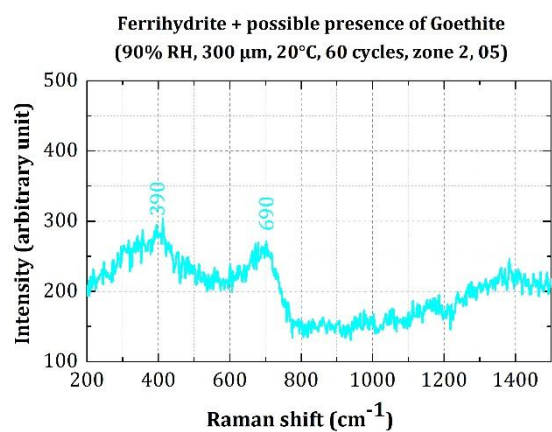 Ferrihydrite + possible presence of Goethite
(90% RH, 300 µm, 20°C, 60 cycles, zone 2, 05)
500
400
300
200
100
Intensity (arbitrary unit)
390
690
200 400 600 800 1000 1200 1400
Raman shift (cm-1)